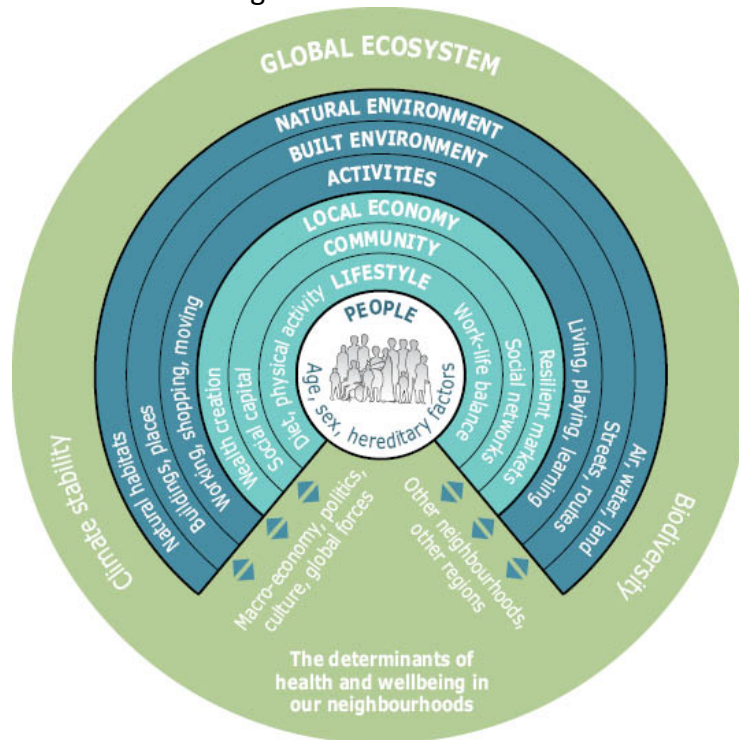 GLOBAL ECOSYSTEM
NATURAL ENVIRONMENT
BUILT ENVIRONMENT
ACTIVITIES
LOCAL ECONOMY
COMMUNITY
LIFESTYLE
PEOPLE
Age, sex, hereditary factors
Diet, physical activity
Work-life balance
Social capital
Social networks
Wealth creation
Resilient markets
Working, shopping, moving
Living, playing, learning
Buildings, places
Streets, routes
Natural habitats
Air, water, land
Climate stability
Biodiversity
Macro-economy, politics,
culture, global forces
Other neighbourhoods,
other regions
The determinants of
health and wellbeing in
our neighbourhoods